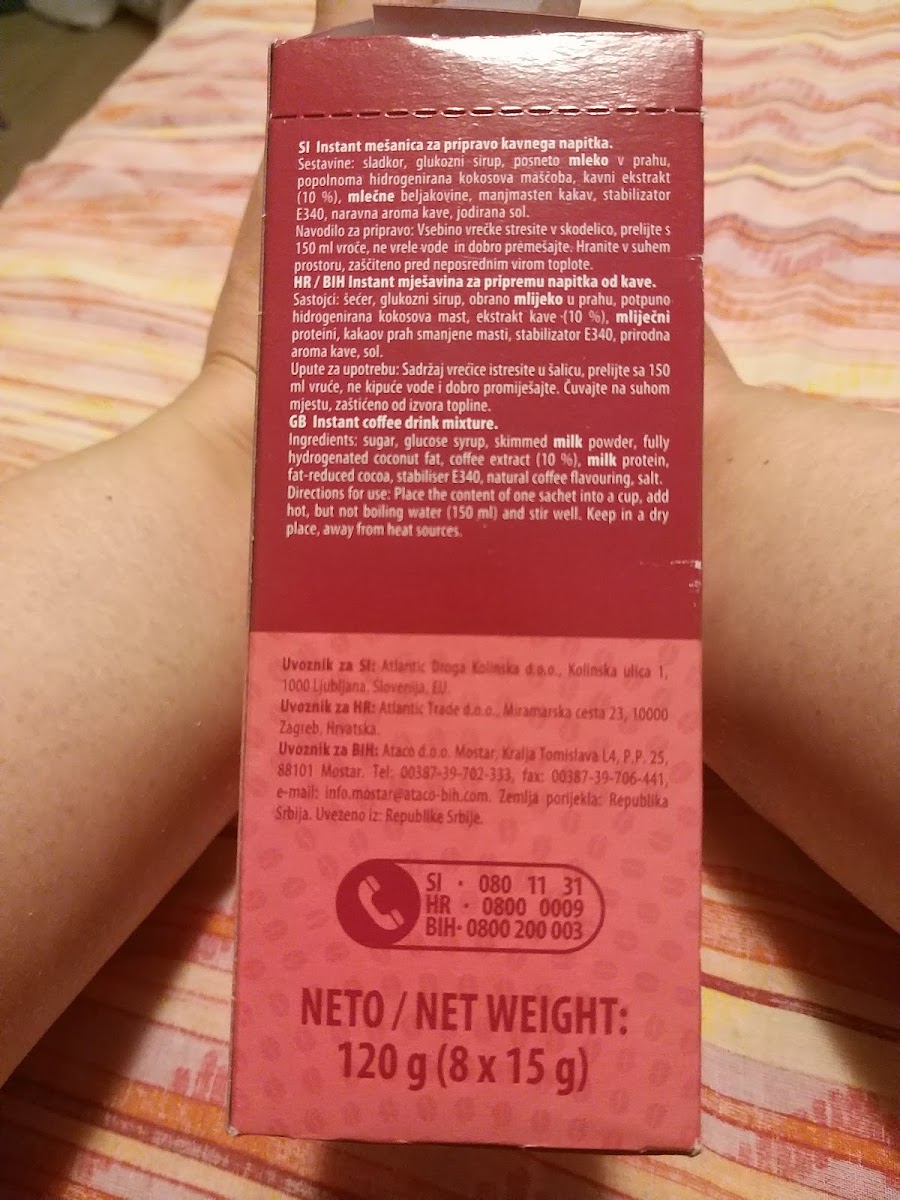 SI Instant mešanica za pripravo kavnega napitka.
Sestavine: sladkor, glukozni sirup, posneto mleko v prahu,
popolnoma hidrogenirana kokosova maščoba, kavni ekstrakt
(10 %), mlečne beljakovine, manjmasten kakav, stabilizator
E340, naravna aroma kave, jodirana sol.
Navodilo za pripravo: Vsebino vrečke stresite v skodelico, prelijte s
150 ml vroče, ne vrele vode in dobro premešajte. Hranite v suhem
prostoru, zaščiteno pred neposrednim virom toplote.
HR / BIH Instant mješavina za pripremu napitka od kave.
Sastojci: šećer, glukozni sirup, obrano mlijeko u prahu, potpuno
hidrogenirana kokosova mast, ekstrakt kave (10 %), mliječni
proteini, kakaov prah smanjene masti, stabilizator E340, prirodna
aroma kave, sol.
Upute za upotrebu: Sadržaj vrećice istresite u šalicu, prelijte sa 150
ml vruće, ne kipuće vode i dobro promiješajte. Čuvajte na suhom
mjestu, zaštićeno od izvora topline.
GB Instant coffee drink mixture.
Ingredients: sugar, glucose syrup, skimmed milk powder, fully
hydrogenated coconut fat, coffee extract (10 %), milk protein,
fat-reduced cocoa, stabiliser E340, natural coffee flavouring, salt.
Directions for use: Place the content of one sachet into a cup, add
hot, but not boiling water (150 ml) and stir well. Keep in a dry
place, away from heat sources.
Uvoznik za SI: Atlantic Droga Kolinska d.o.o., Kolinska ulica 1,
1000 Ljubljana, Slovenija, EU
Uvoznik za HR: Atlantic Trade d.o.o., Miramarska cesta 23, 10000
Zagreb, Hrvatska.
Uvoznik za BIH: Ataco d.o.o. Mostar, Kralja Tomislava L4, P.P. 25,
88101 Mostar. Tel: 00387-39-702-333, fax: 00387-39-706-441,
e-mail: info.mostar@ataco-bih.com. Zemlja porijekla: Republika
Srbija. Uvezeno iz: Republike Srbije.
SI · 080 11 31
HR · 0800 0009
BIH· 0800 200 003
NETO / NET WEIGHT:
120 g (8 x 15 g)